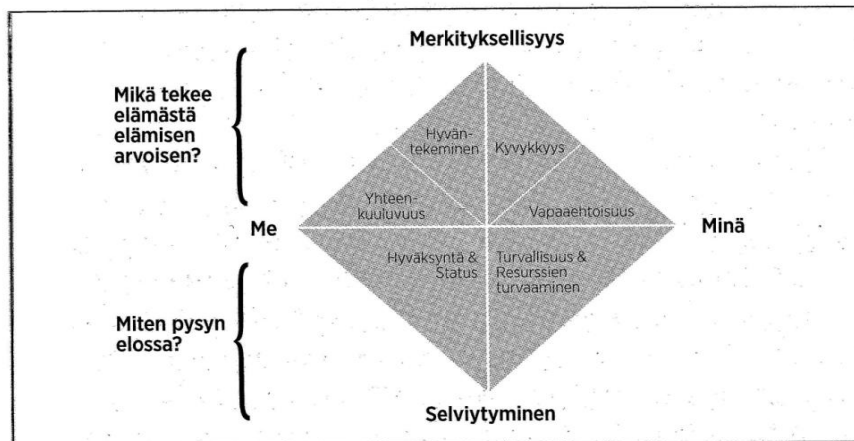 Merkityksellisyys
Mikä tekee
elämästä
elämisen
arvoisen?
Hyvän-
tekeminen
Kyvykkyys
Yhteen-
kuuluvuus
Vapaaehtoisuus
Me
Minä
Hyväksyntä &
Status
Turvallisuus &
Resurssien
turvaaminen
Miten pysyn
elossa?
Selviytyminen